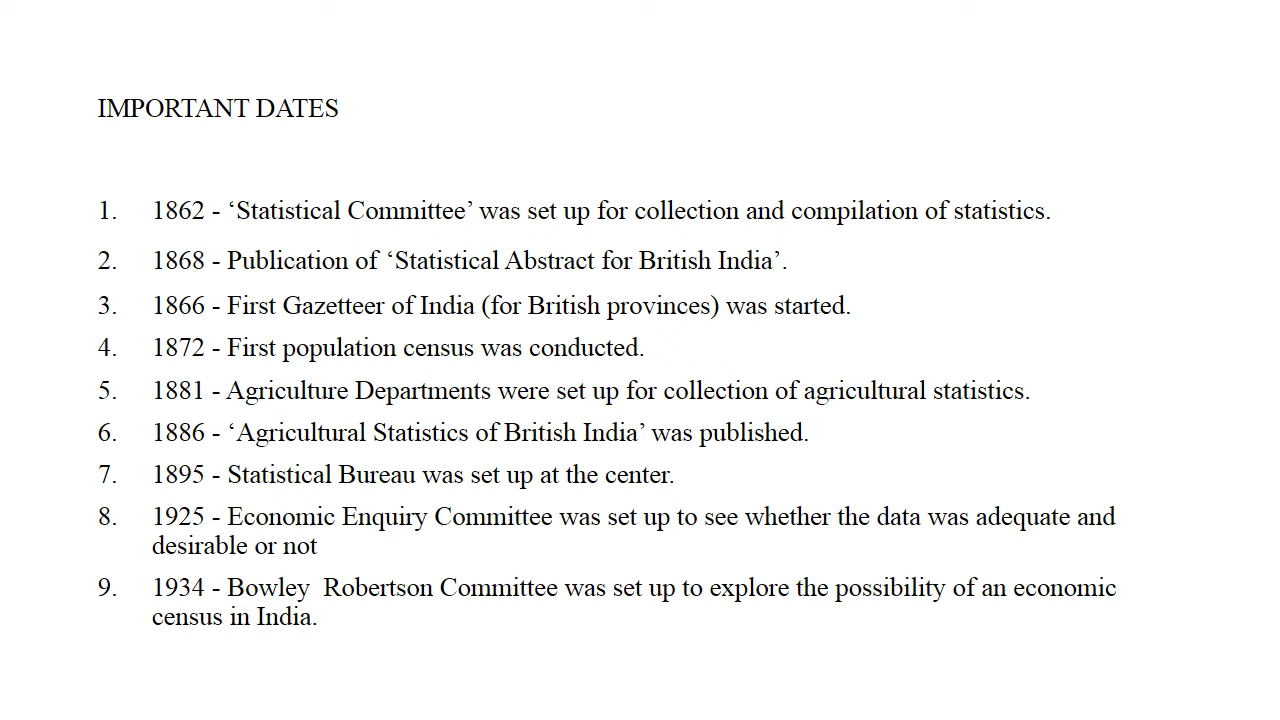 IMPORTANT DATES
1. 1862 - ‘Statistical Committee’ was set up for collection and compilation of statistics.
2. 1868 - Publication of ‘Statistical Abstract for British India’.
3. 1866 - First Gazetteer of India (for British provinces) was started.
4. 1872 - First population census was conducted.
5. 1881 - Agriculture Departments were set up for collection of agricultural statistics.
6. 1886 - ‘Agricultural Statistics of British India’ was published.
7. 1895 - Statistical Bureau was set up at the center.
8. 1925 - Economic Enquiry Committee was set up to see whether the data was adequate and
desirable or not
9. 1934 - Bowley  Robertson Committee was set up to explore the possibility of an economic
census in India.